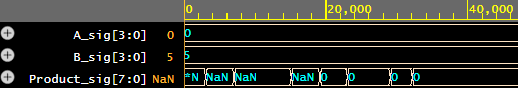 0 20,000 40,000
A_sig[3:0] 0 0
B_sig[3:0] 5 5
Product_sig[7:0] NaN *N NaN NaN NaN 0 0 0 0